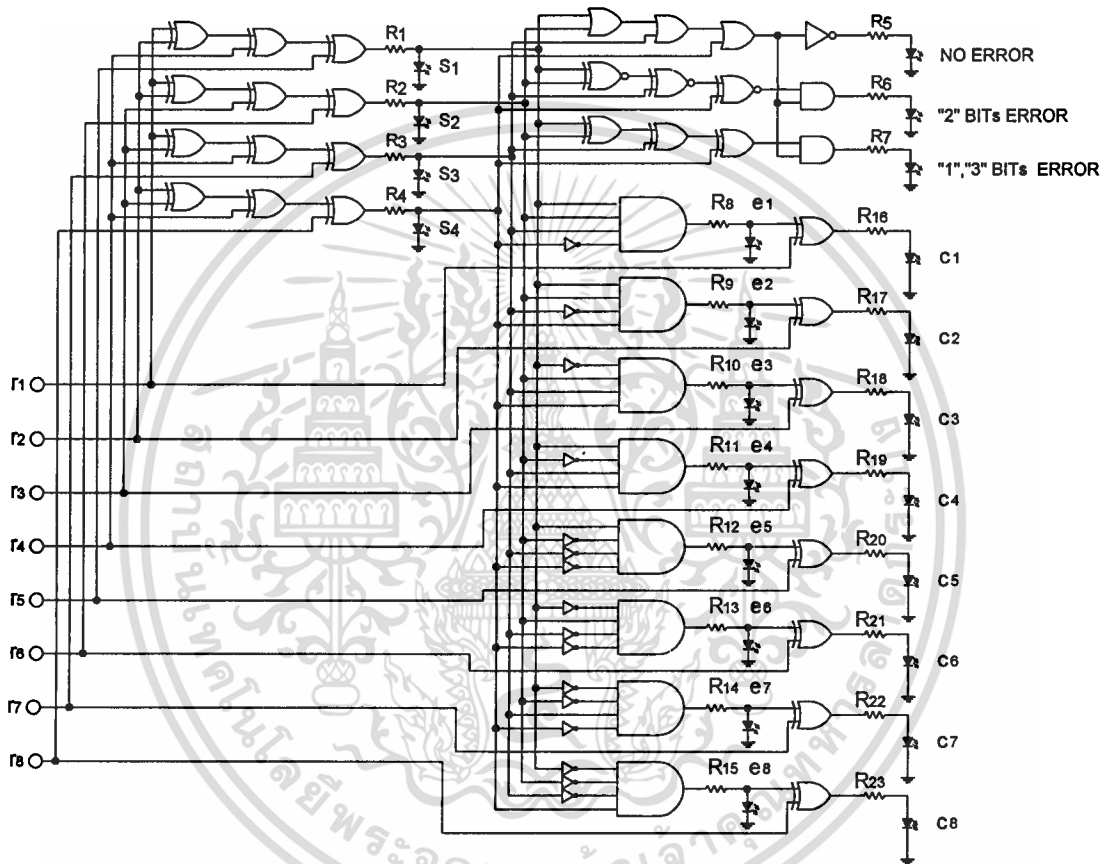 R1
S1
R2
S2
R3
S3
R4
S4
R5
NO ERROR
R6
"2" BITs ERROR
R7
"1","3" BITs ERROR
R8 e1
R16
C1
R9 e2
R17
C2
R10 e3
R18
C3
R11 e4
R19
C4
R12 e5
R20
C5
R13 e6
R21
C6
R14 e7
R22
C7
R15 e8
R23
C8
r1
r2
r3
r4
r5
r6
r7
r8